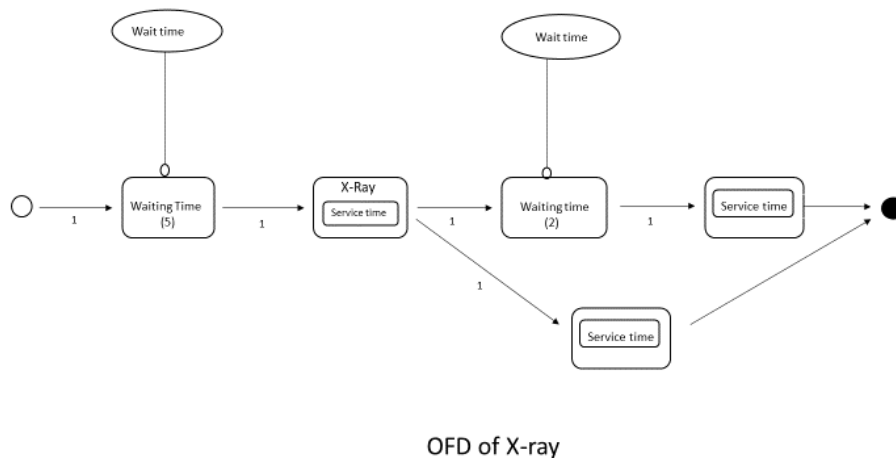 Wait time
Wait time
X-Ray
Waiting Time
(5)
Service time
Waiting time
(2)
Service time
1
1
1
1
1
Service time
OFD of X-ray